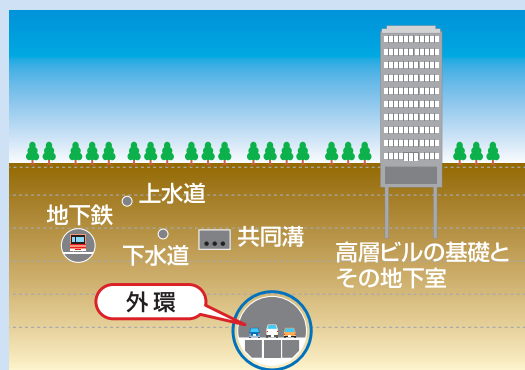 上水道
地下鉄
下水道
共同溝
高層ビルの基礎と
その地下室
外環